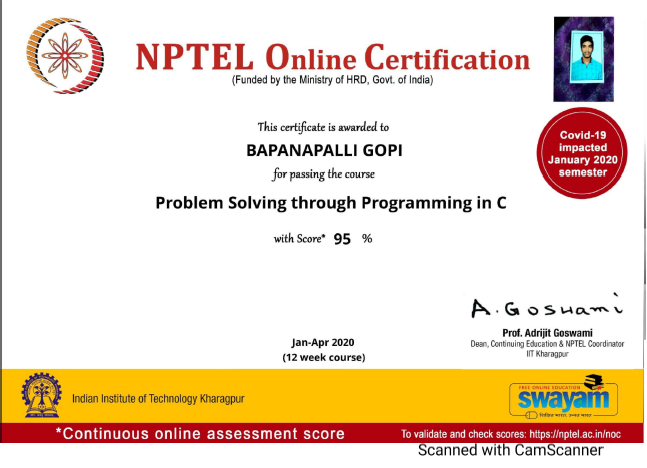 NPTEL Online Certification
(Funded by the Ministry of HRD, Govt. of India)
This certificate is awarded to
BAPANAPALLI GOPI
for passing the course
Problem Solving through Programming in C
with Score* 95 %
Covid-19
impacted
January 2020
semester
A. Goswami
Prof. Adrijit Goswami
Dean, Continuing Education & NPTEL Coordinator
IIT Kharagpur
Jan-Apr 2020
(12 week course)
Indian Institute of Technology Kharagpur
FREE ONLINE EDUCATION
swayam
शिक्षित भारत, उन्नत भारत
*Continuous online assessment score
To validate and check scores: https://nptel.ac.in/noc
Scanned with CamScanner